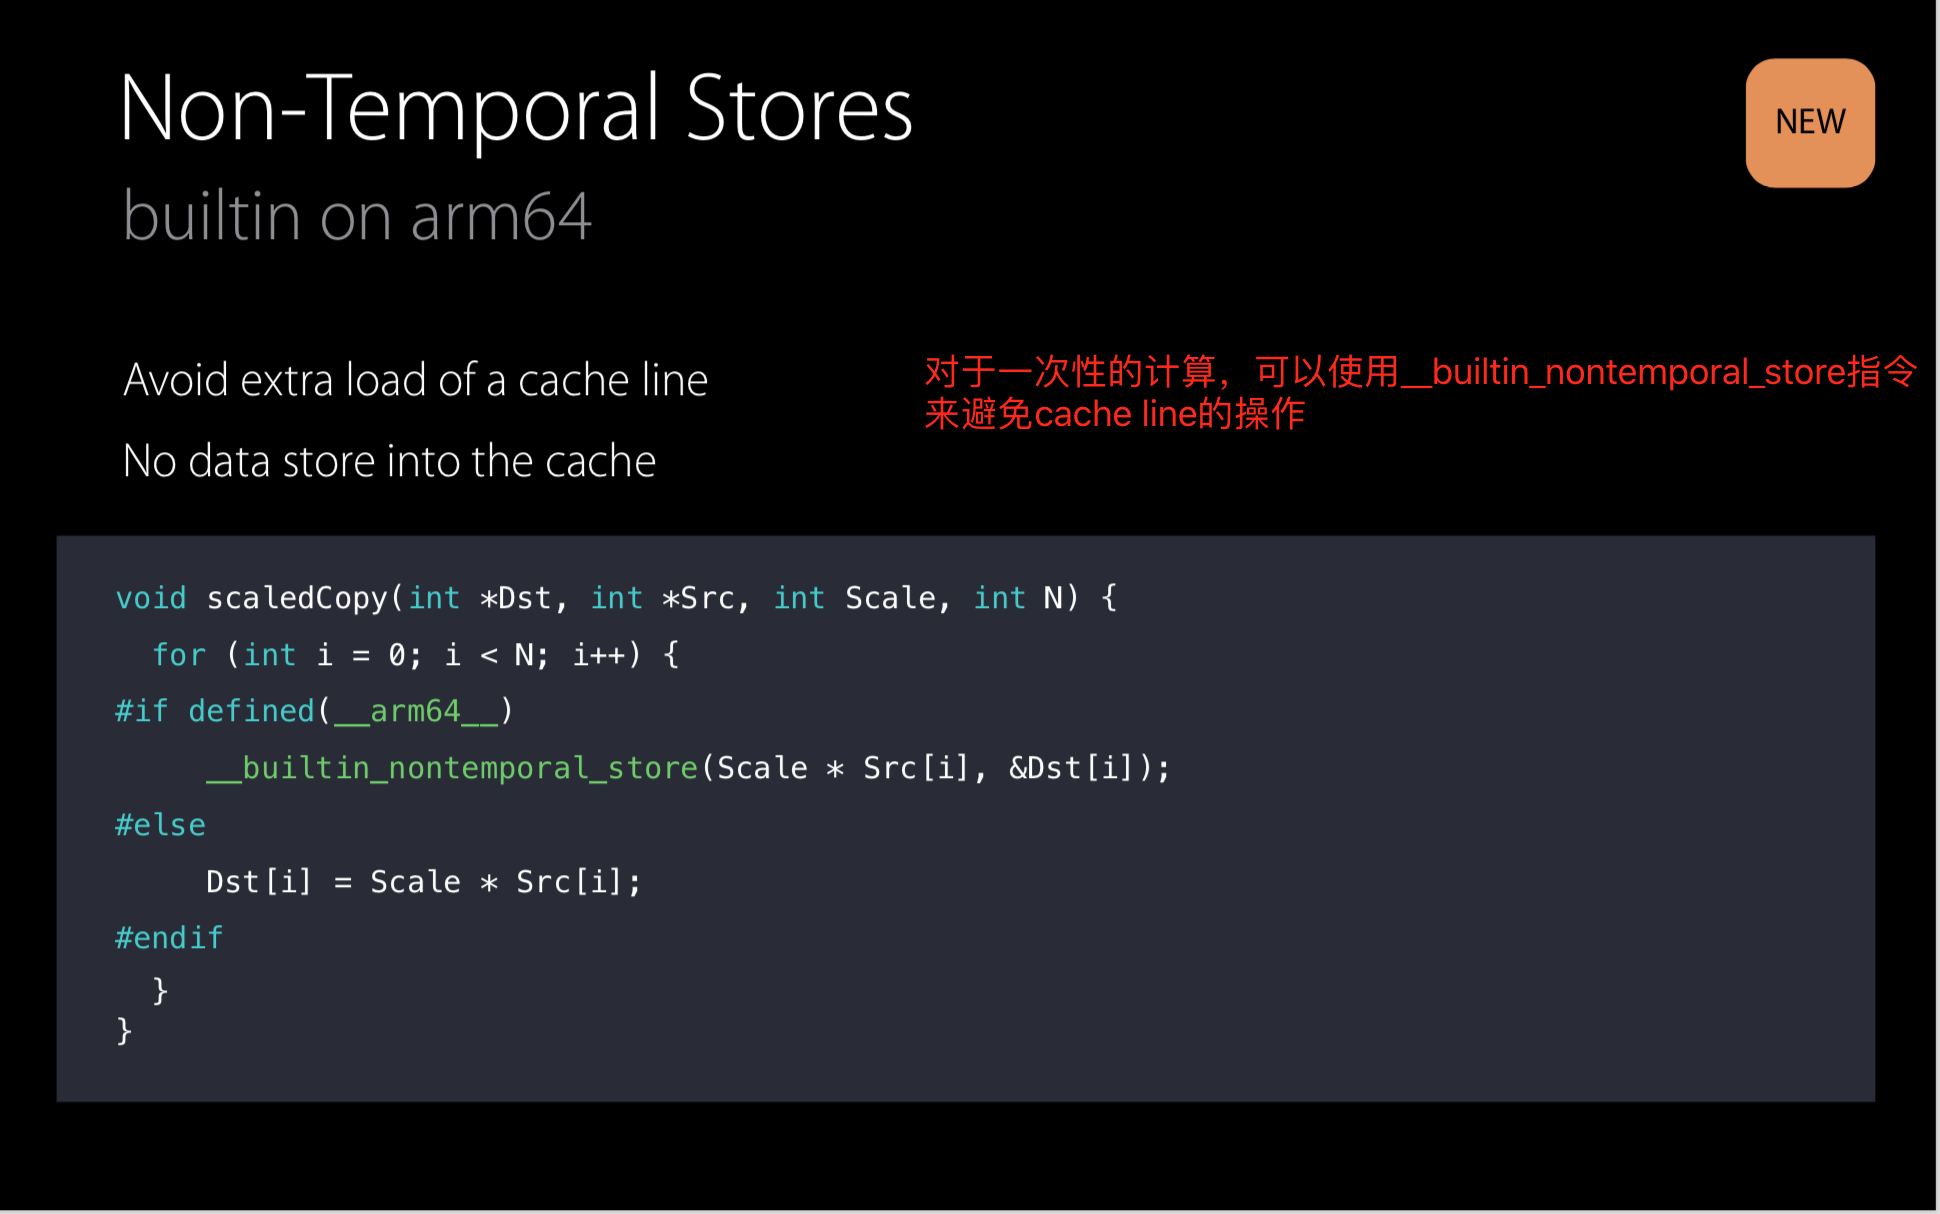 Non-Temporal Stores
NEW
builtin on arm64
Avoid extra load of a cache line
No data store into the cache
对于一次性的计算，可以使用__builtin_nontemporal_store指令
来避免cache line的操作
void scaledCopy(int *Dst, int *Src, int Scale, int N) {
  for (int i = 0; i < N; i++) {
#if defined(__arm64__)
     __builtin_nontemporal_store(Scale * Src[i], &Dst[i]);
#else
     Dst[i] = Scale * Src[i];
#endif
  }
}